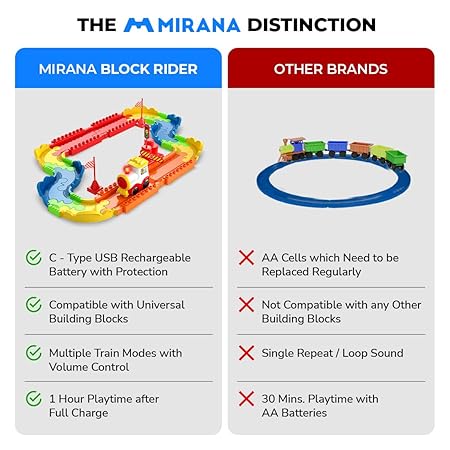 THE MIRANA DISTINCTION
MIRANA BLOCK RIDER
C - Type USB Rechargeable
Battery with Protection
Compatible with Universal
Building Blocks
Multiple Train Modes with
Volume Control
1 Hour Playtime after
Full Charge
OTHER BRANDS
AA Cells which Need to be
Replaced Regularly
Not Compatible with any Other
Building Blocks
Single Repeat / Loop Sound
30 Mins. Playtime with
AA Batteries